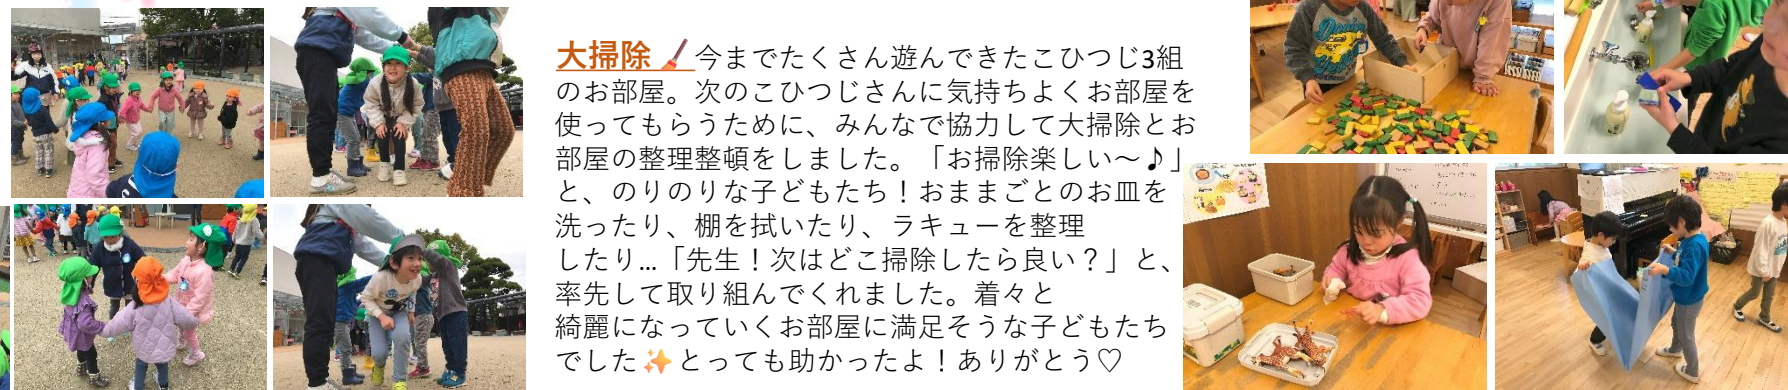 大掃除🖌️今までたくさん遊んできたこひつじ3組
のお部屋。次のこひつじさんに気持ちよくお部屋を
使ってもらうために、みんなで協力して大掃除とお
部屋の整理整頓をしました。「お掃除楽しい～♪」
と、のりのりな子どもたち！おままごとのお皿を
洗ったり、棚を拭いたり、ラキューを整理
したり…「先生！次はどこ掃除したら良い？」と、
率先して取り組んでくれました。着々と
綺麗になっていくお部屋に満足そうな子どもたち
でした✨とっても助かったよ！ありがとう♡